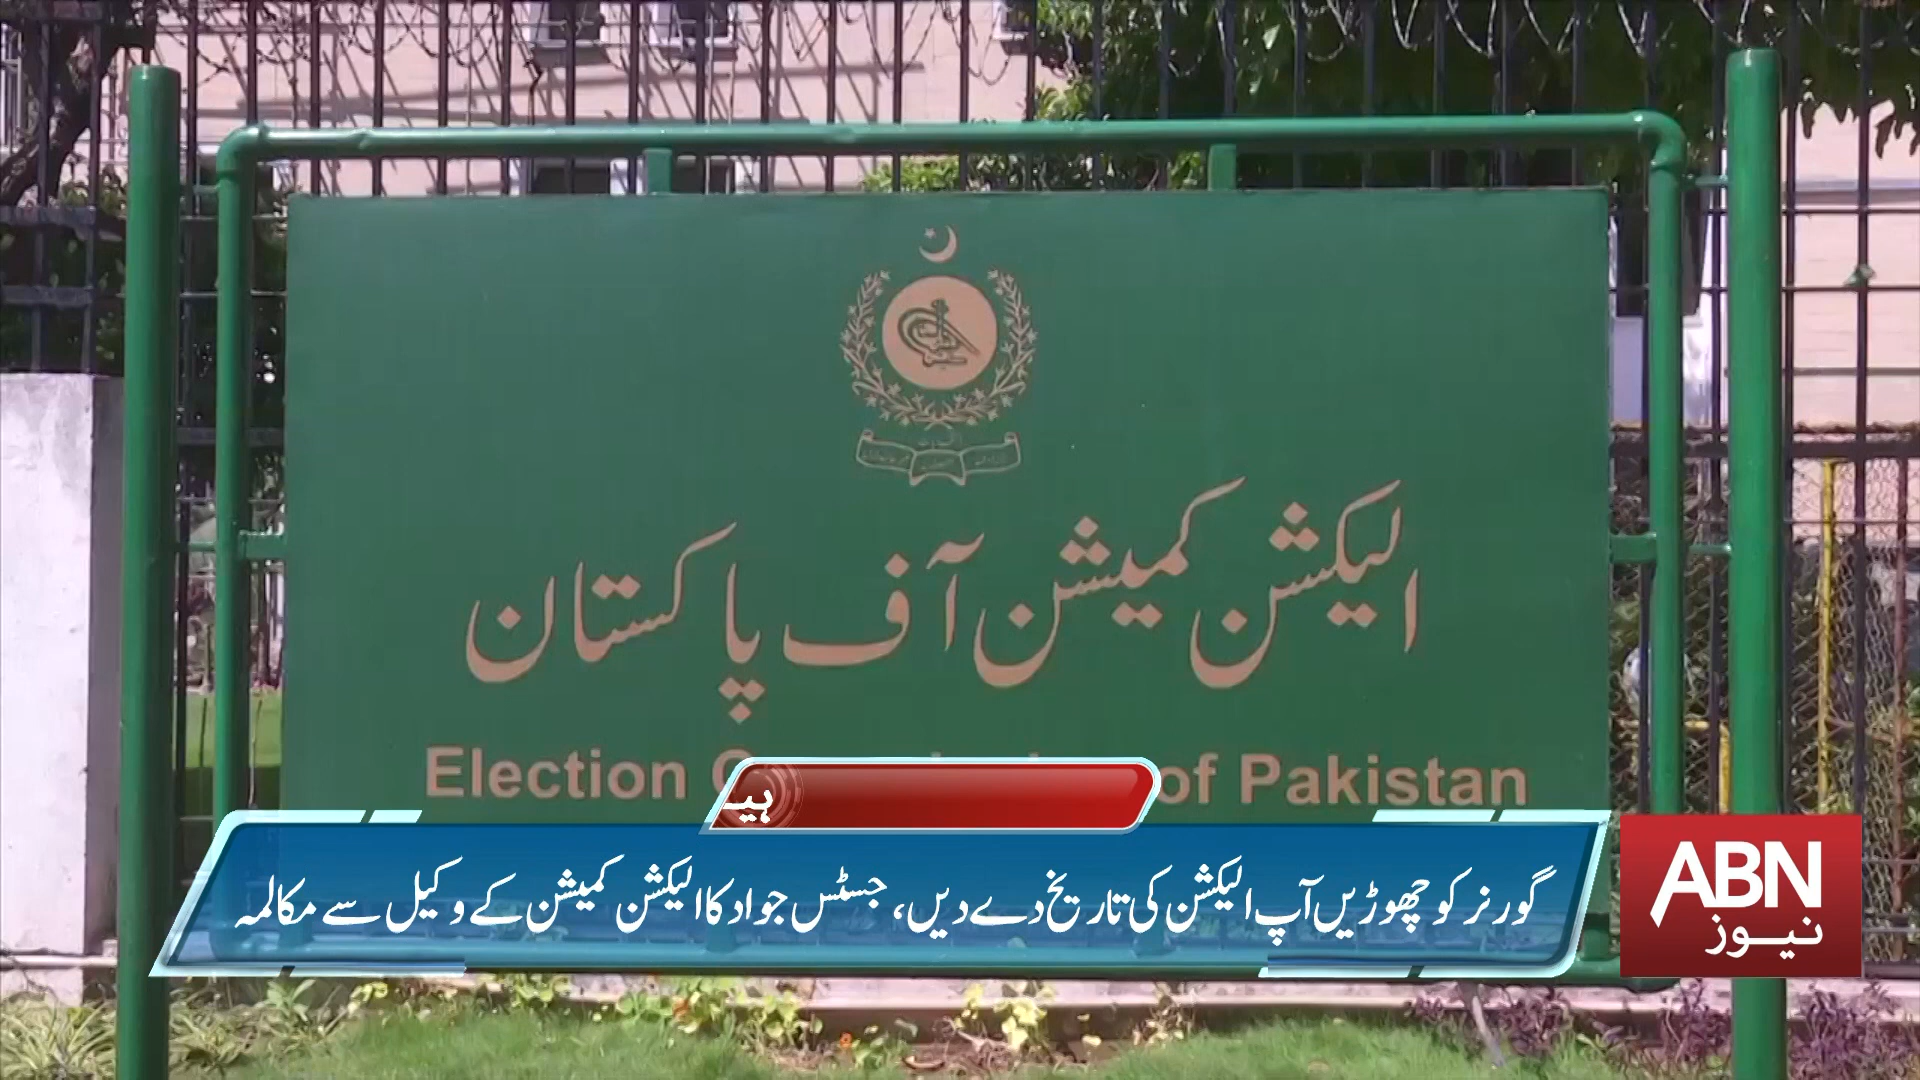 الیکشن کمیشن آف پاکستان
Election of Pakistan
گورنر کو چھوڑیں آپ الیکشن کی تاریخ دے دیں، جسٹس جواد کا الیکشن کمیشن کے وکیل سے مکالمہ
ABN
نیوز